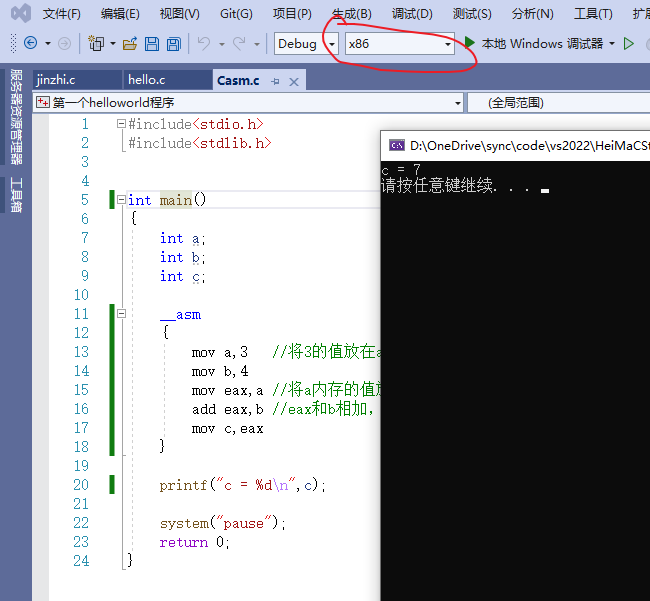 文件(F) 编辑(E) 视图(V) Git(G) 项目(P) 生成(B) 调试(D) 测试(S) 分析(N) 工具(T) 扩展
Debug x86 本地 Windows 调试器
服务器资源管理器
工具箱
jinzhi.c hello.c Casm.c
第一个helloworld程序 (全局范围)
1 #include<stdio.h>
2 #include<stdlib.h>
3
4
5 int main()
6 {
7 int a;
8 int b;
9 int c;
10
11 __asm
12 {
13 mov a,3 //将3的值放在a
14 mov b,4
15 mov eax,a //将a内存的值放
16 add eax,b //eax和b相加，
17 mov c,eax
18 }
19
20 printf("c = %d\n",c);
21
22 system("pause");
23 return 0;
24 }
D:\OneDrive\sync\code\vs2022\HeiMaCSt
c = 7
请按任意键继续. . .